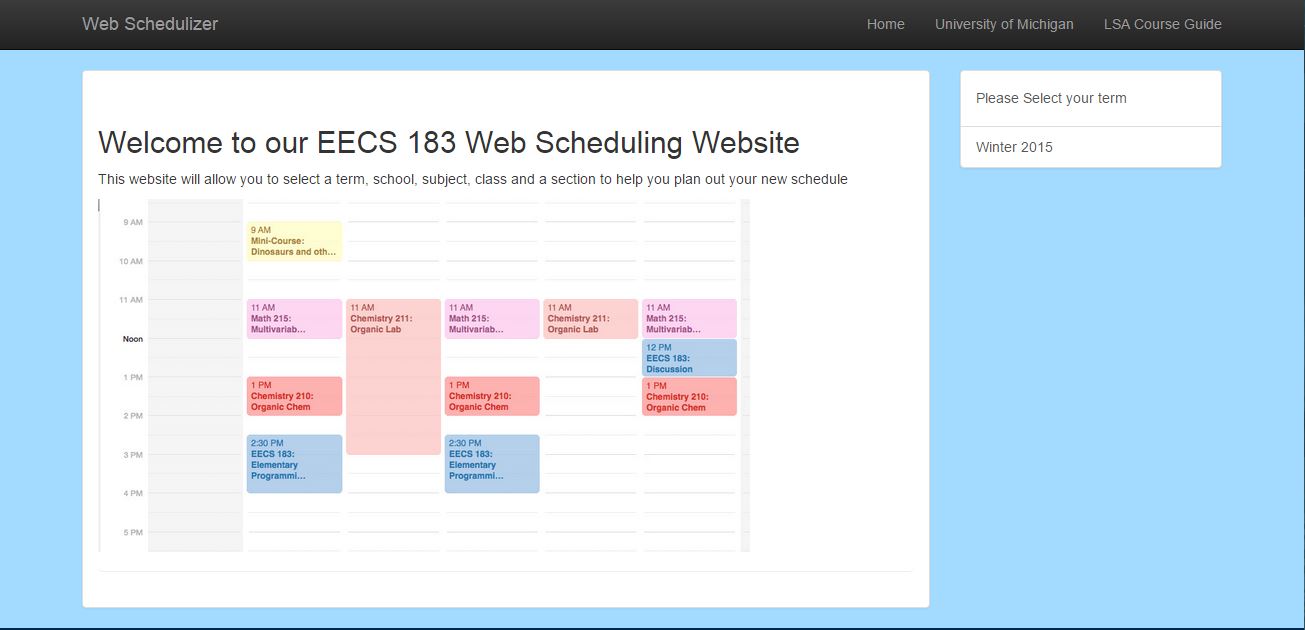 Web Schedulizer
Home University of Michigan LSA Course Guide
Welcome to our EECS 183 Web Scheduling Website
This website will allow you to select a term, school, subject, class and a section to help you plan out your new schedule
9 AM
10 AM
11 AM
Noon
1 PM
2 PM
3 PM
4 PM
5 PM
9 AM
Mini-Course:
Dinosaurs and oth...
11 AM
Math 215:
Multivariab...
1 PM
Chemistry 210:
Organic Chem
2:30 PM
EECS 183:
Elementary
Programmi...
11 AM
Chemistry 211:
Organic Lab
11 AM
Math 215:
Multivariab...
1 PM
Chemistry 210:
Organic Chem
2:30 PM
EECS 183:
Elementary
Programmi...
11 AM
Chemistry 211:
Organic Lab
11 AM
Math 215:
Multivariab...
12 PM
EECS 183:
Discussion
1 PM
Chemistry 210:
Organic Chem
Please Select your term
Winter 2015